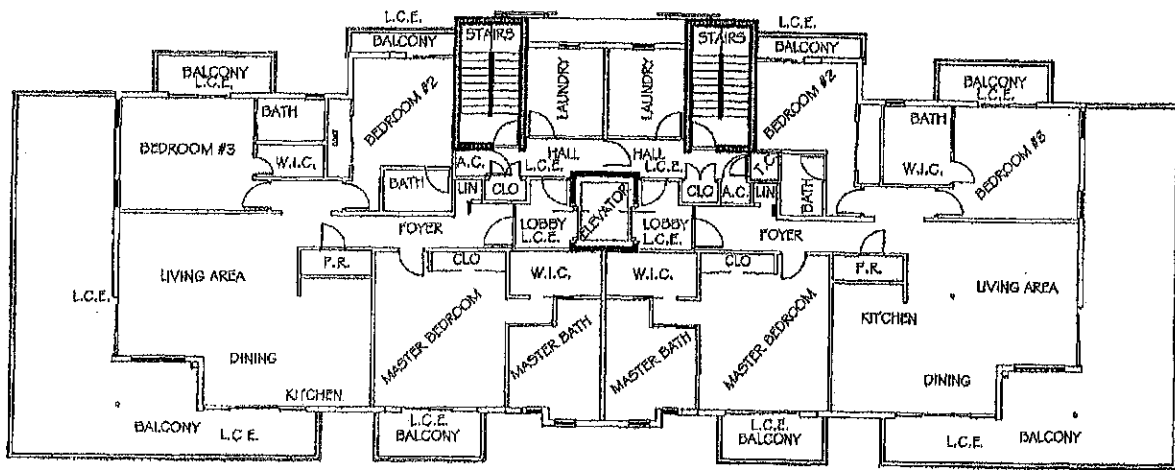 L.C.E.
L.C.E.
BALCONY
STAIRS
STAIRS
BALCONY
BALCONY
L.C.E.
BEDROOM #2
LAUNDRY
LAUNDRY
BEDROOM #2
BALCONY
L.C.E.
BATH
BATH
BEDROOM #3
W.I.C.
A.C.
HALL
L.C.E.
HALL
L.C.E.
T.C.
W.I.C.
BEDROOM #3
BATH
LIN
CLO
ELEVATOR
CLO
A.C.
LIN
BATH
FOYER
LOBBY
L.C.E.
LOBBY
L.C.E.
FOYER
P.R.
CLO
CLO
P.R.
LIVING AREA
W.I.C.
W.I.C.
LIVING AREA
L.C.E.
MASTER BEDROOM
MASTER BATH
MASTER BATH
MASTER BEDROOM
KITCHEN
DINING
DINING
KITCHEN
BALCONY
L.C.E.
L.C.E.
BALCONY
L.C.E.
BALCONY
L.C.E.
BALCONY